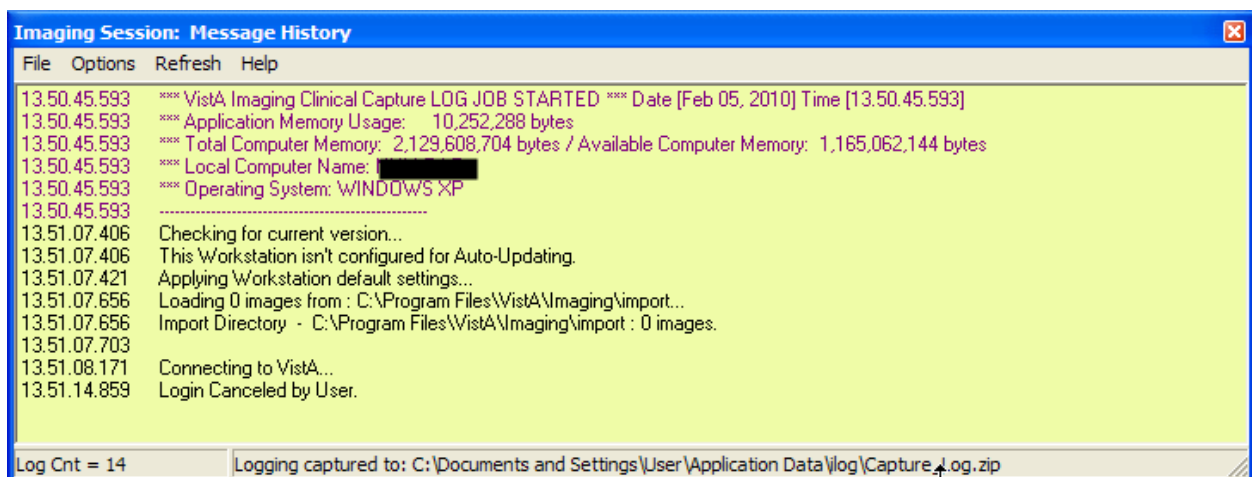 Imaging Session: Message History
File Options Refresh Help
13.50.45.593 *** VistA Imaging Clinical Capture LOG JOB STARTED *** Date [Feb 05, 2010] Time [13.50.45.593]
13.50.45.593 *** Application Memory Usage: 10,252,288 bytes
13.50.45.593 *** Total Computer Memory: 2,129,608,704 bytes / Available Computer Memory: 1,165,062,144 bytes
13.50.45.593 *** Local Computer Name:
13.50.45.593 *** Operating System: WINDOWS XP
13.50.45.593 ----------------------------------------------------
13.51.07.406 Checking for current version...
13.51.07.406 This Workstation isn't configured for Auto-Updating.
13.51.07.421 Applying Workstation default settings...
13.51.07.656 Loading 0 images from : C:\Program Files\VistA\Imaging\import...
13.51.07.656 Import Directory - C:\Program Files\VistA\Imaging\import : 0 images.
13.51.07.703
13.51.08.171 Connecting to VistA...
13.51.14.859 Login Canceled by User.
Log Cnt = 14 Logging captured to: C:\Documents and Settings\User\Application Data\ilog\Capture_Log.zip